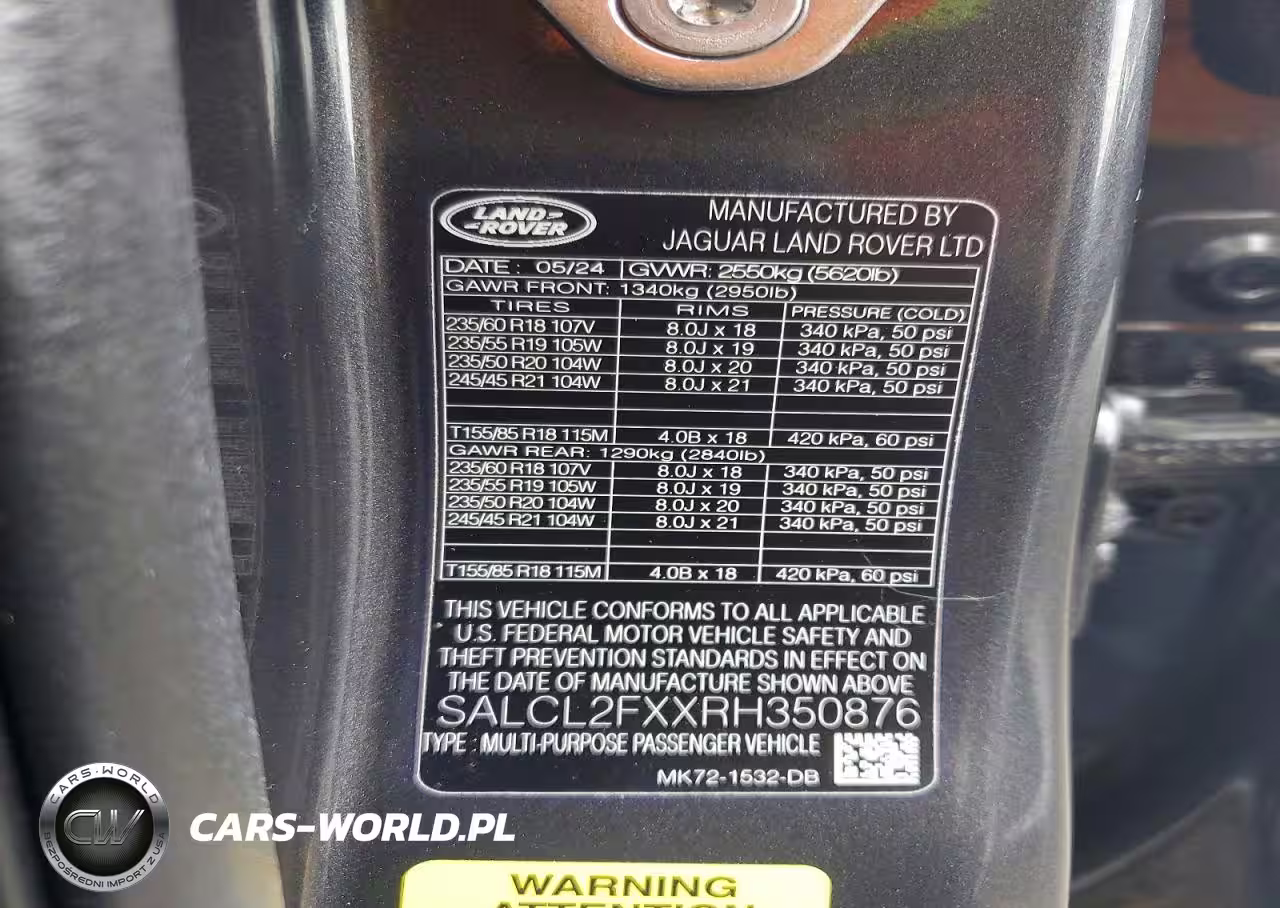 LAND-
-ROVER
MANUFACTURED BY
JAGUAR LAND ROVER LTD
DATE: 05/24 GVWR: 2550kg (5620lb)
GAWR FRONT: 1340kg (2950lb)
TIRES RIMS PRESSURE (COLD)
235/60 R18 107V 8.0J x 18 340 kPa, 50 psi
235/55 R19 105W 8.0J x 19 340 kPa, 50 psi
235/50 R20 104W 8.0J x 20 340 kPa, 50 psi
245/45 R21 104W 8.0J x 21 340 kPa, 50 psi
T155/85 R18 115M 4.0B x 18 420 kPa, 60 psi
GAWR REAR: 1290kg (2840lb)
235/60 R18 107V 8.0J x 18 340 kPa, 50 psi
235/55 R19 105W 8.0J x 19 340 kPa, 50 psi
235/50 R20 104W 8.0J x 20 340 kPa, 50 psi
245/45 R21 104W 8.0J x 21 340 kPa, 50 psi
T155/85 R18 115M 4.0B x 18 420 kPa, 60 psi
THIS VEHICLE CONFORMS TO ALL APPLICABLE
U.S. FEDERAL MOTOR VEHICLE SAFETY AND
THEFT PREVENTION STANDARDS IN EFFECT ON
THE DATE OF MANUFACTURE SHOWN ABOVE
SALCL2FXXRH350876
TYPE : MULTI-PURPOSE PASSENGER VEHICLE
MK72-1532-DB
CARS-WORLD
CW
BEZPOŚREDNI IMPORT Z USA
CARS-WORLD.PL
WARNING
ATTENTION